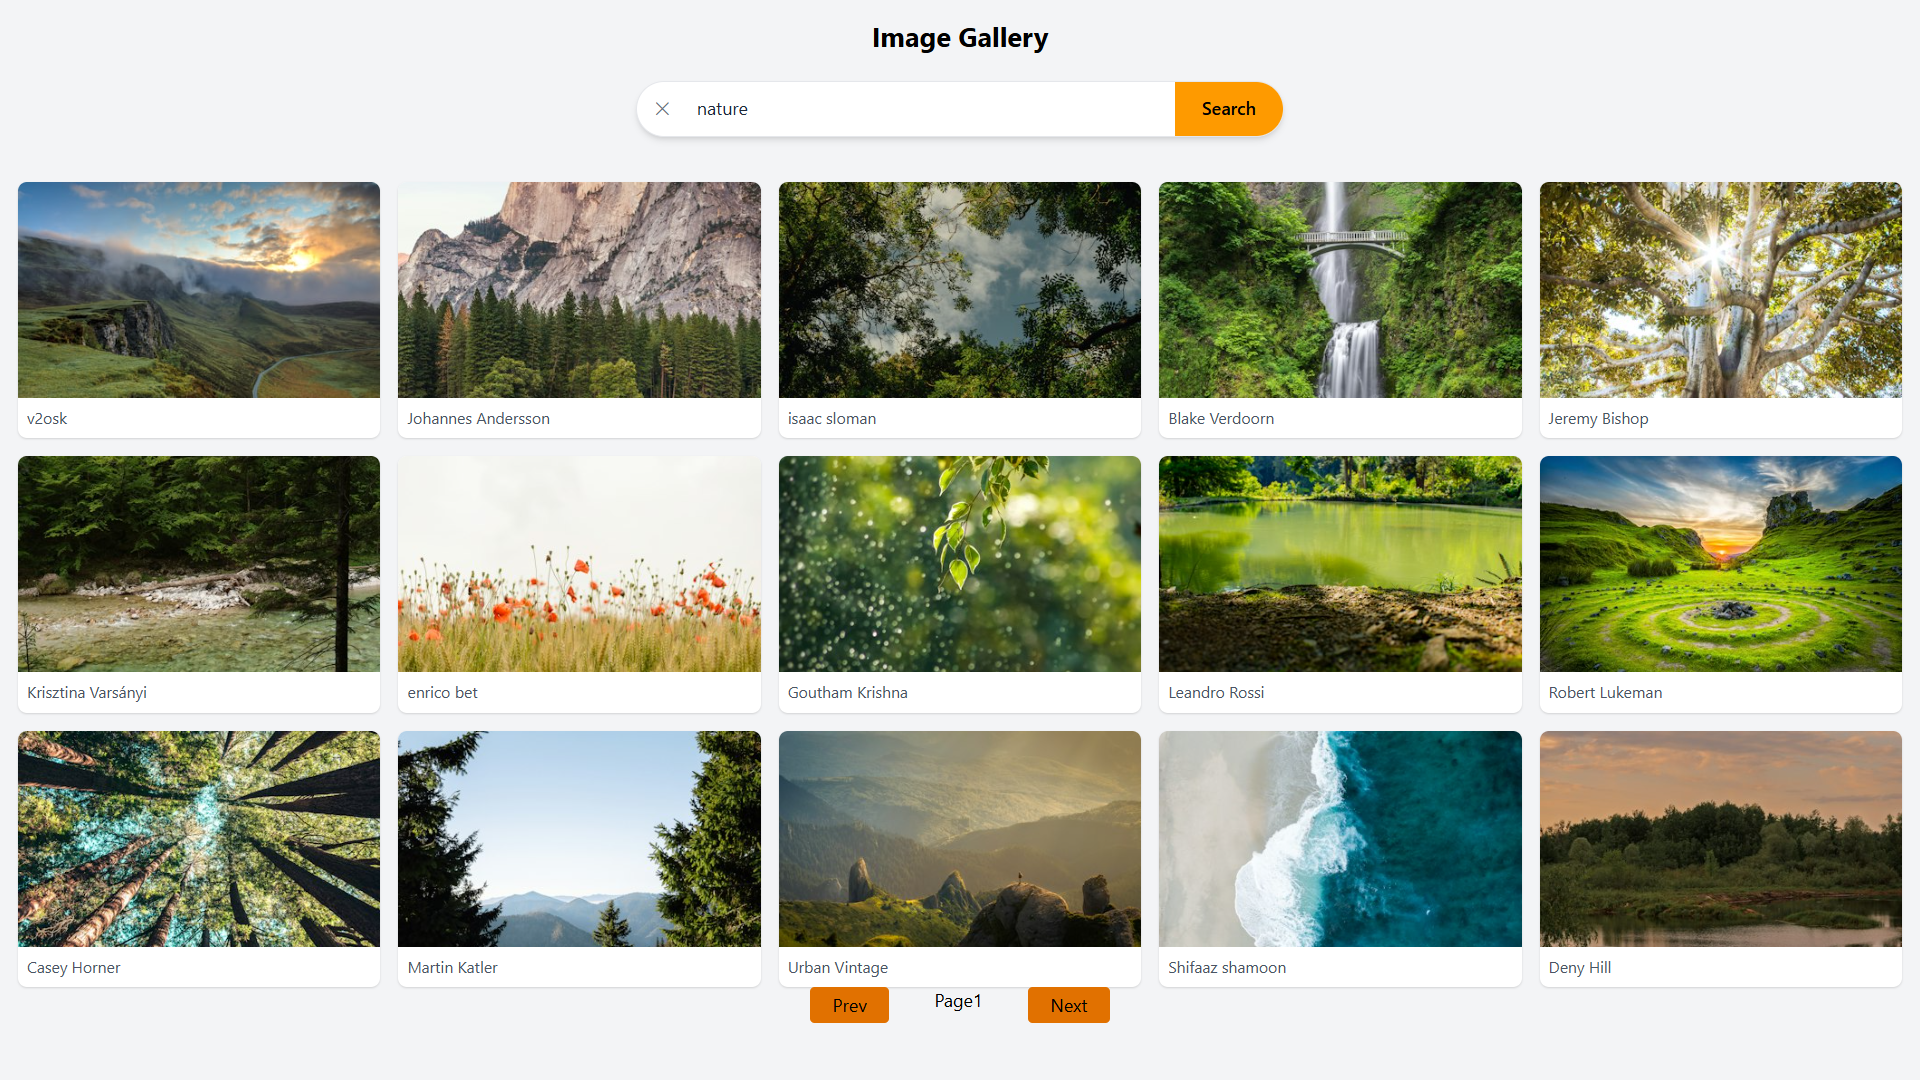 Image Gallery
nature
Search
v2osk
Johannes Andersson
isaac sloman
Blake Verdoorn
Jeremy Bishop
Krisztina Varsányi
enrico bet
Goutham Krishna
Leandro Rossi
Robert Lukeman
Casey Horner
Martin Katler
Urban Vintage
Shifaaz shamoon
Deny Hill
Prev
Page1
Next